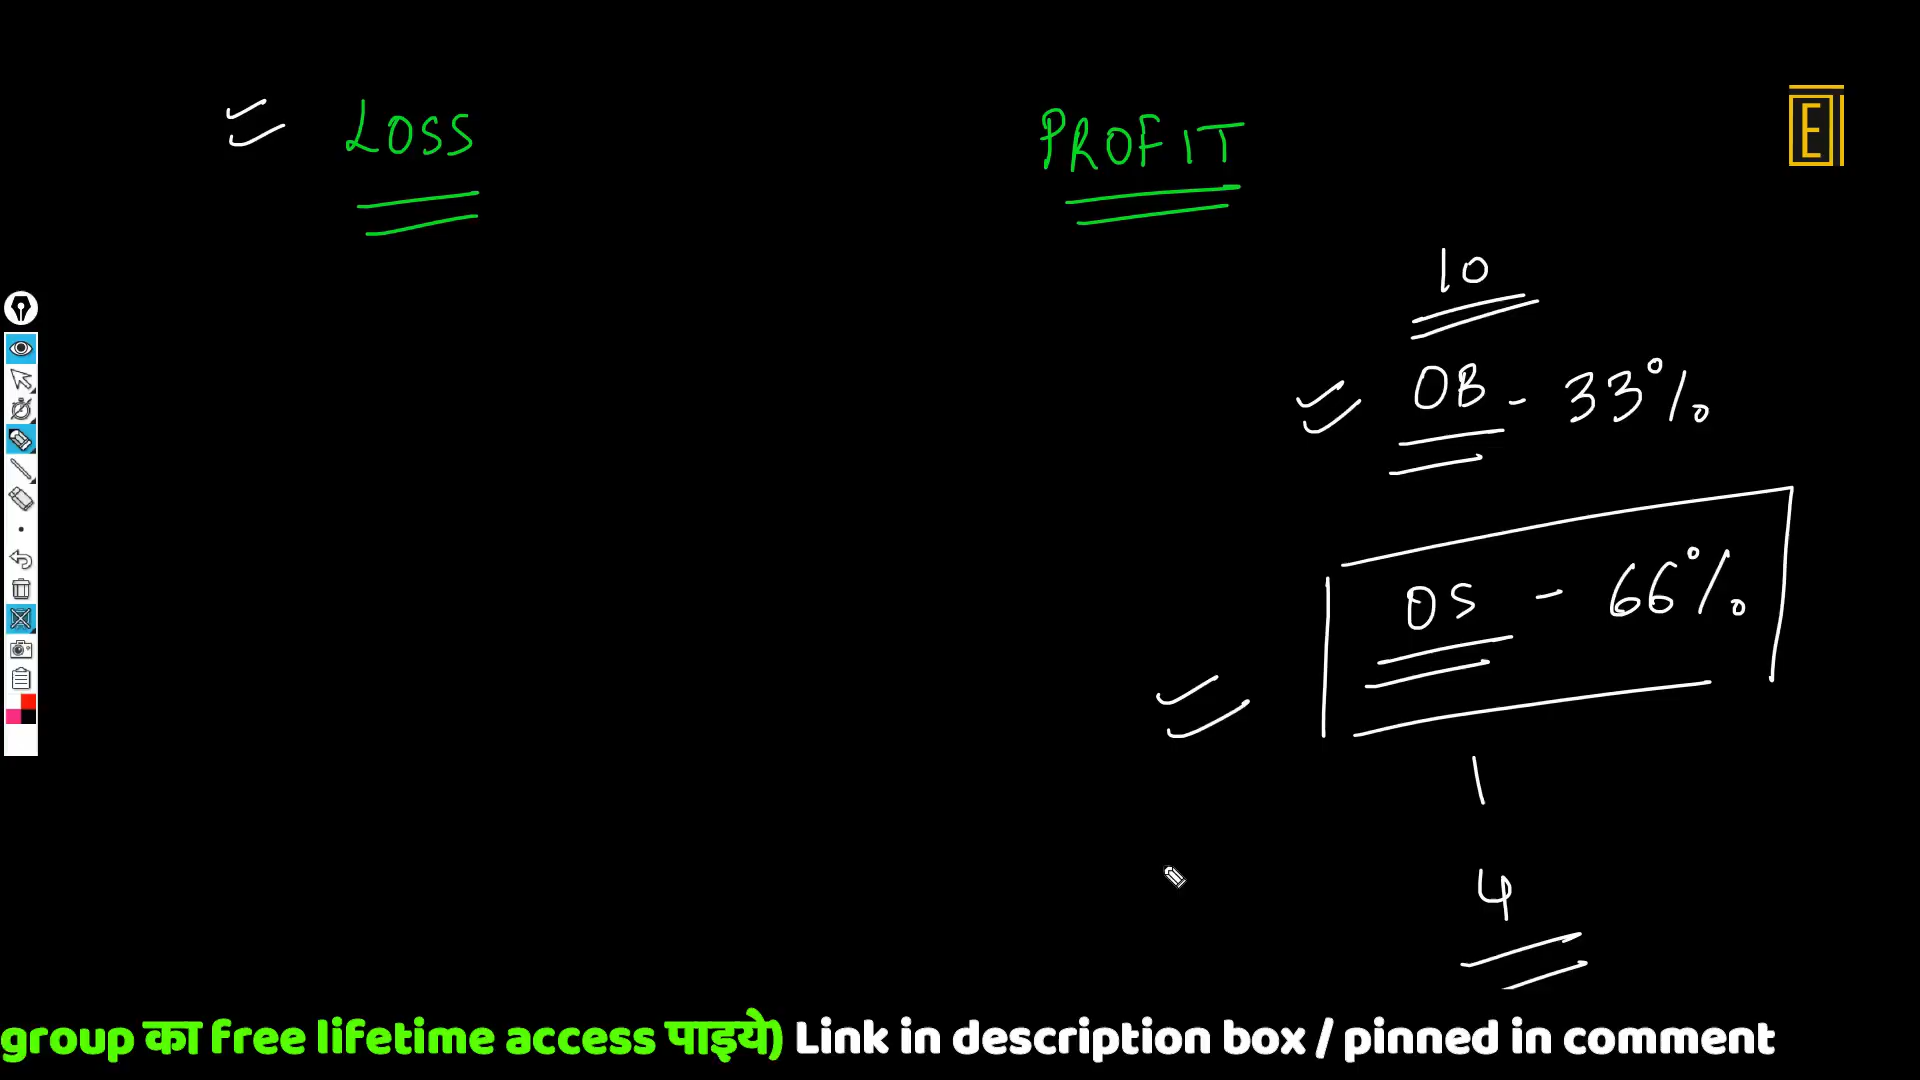 LOSS
PROFIT
E
10
OB - 33%
OS - 66%
1
4
group का free lifetime access पाइये) Link in description box / pinned in comment